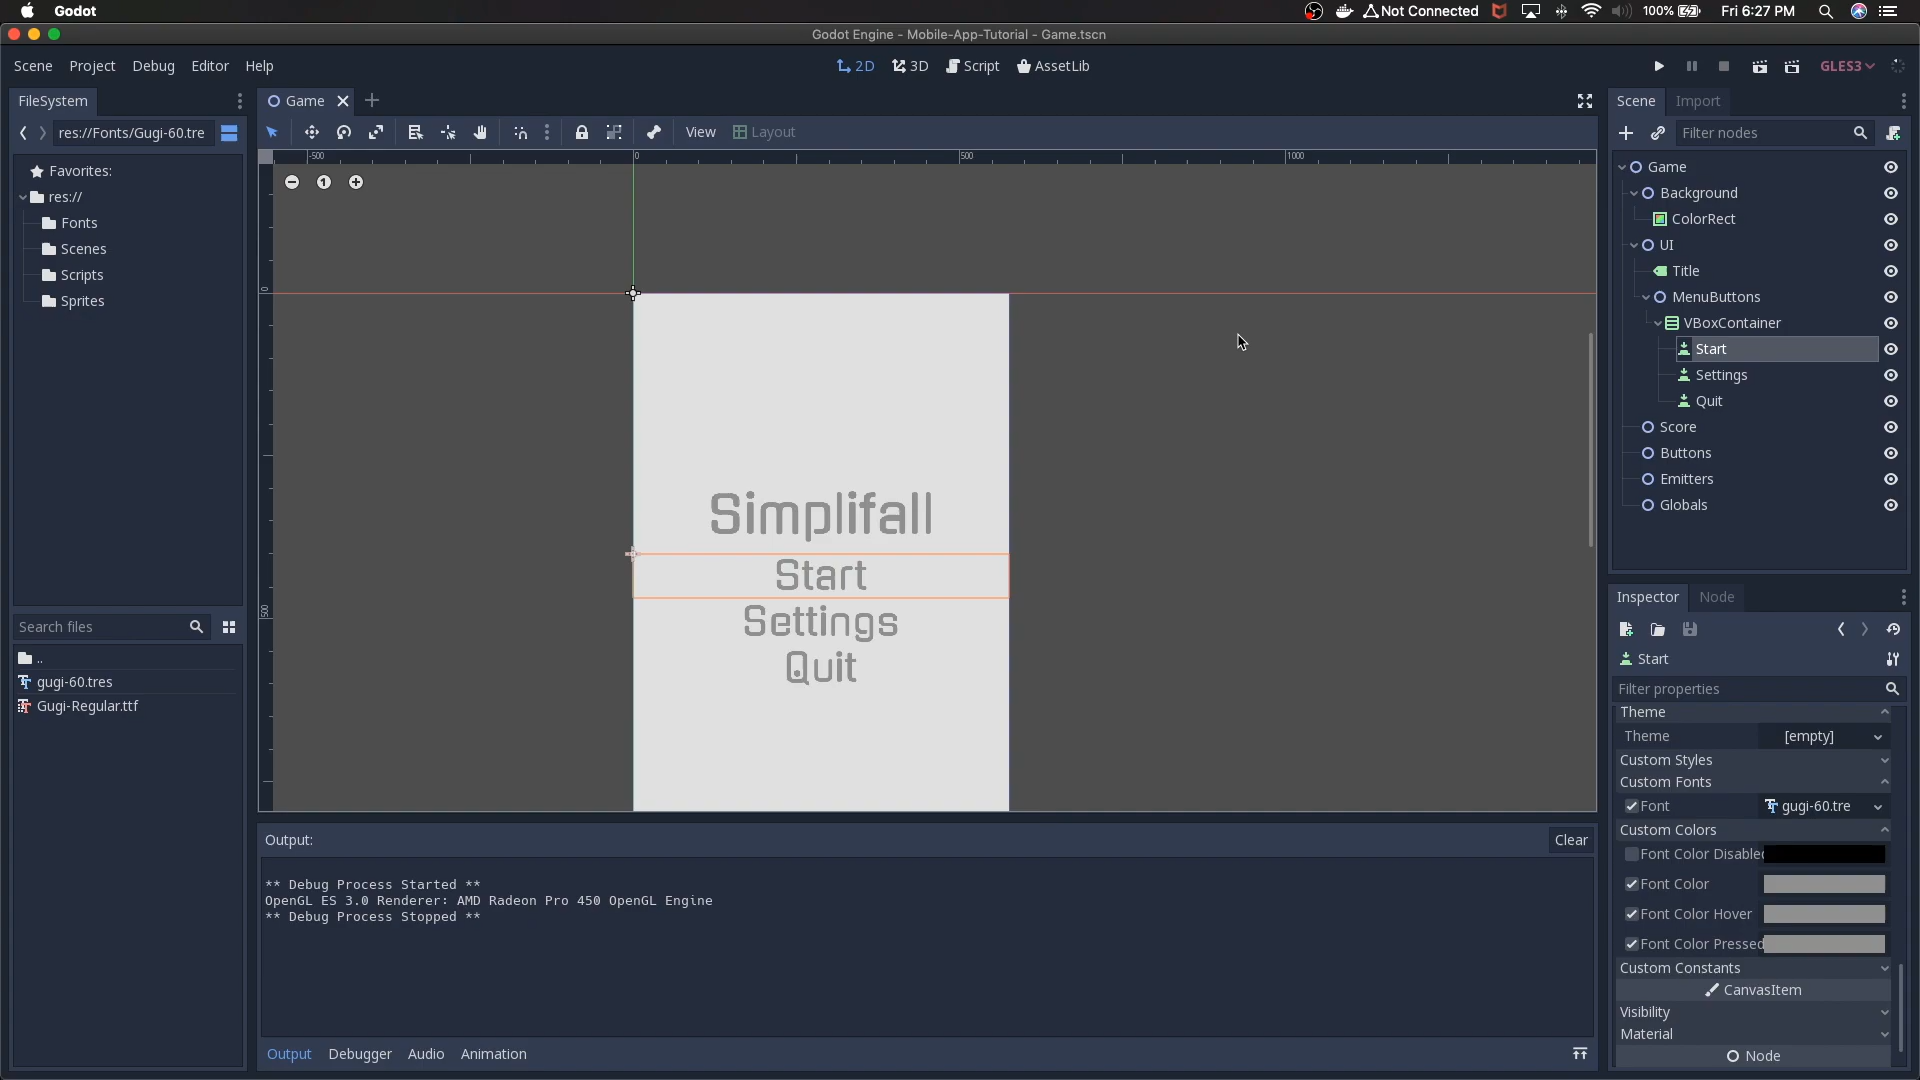 Godot
Not Connected
100%
Fri 6:27 PM
Godot Engine - Mobile-App-Tutorial - Game.tscn
Scene Project Debug Editor Help
2D 3D Script AssetLib
GLES3
FileSystem
res://Fonts/Gugi-60.tre
Favorites:
res://
Fonts
Scenes
Scripts
Sprites
Search files
..
gugi-60.tres
Gugi-Regular.ttf
Game
View Layout
-500 0 500 1000
1
0
500
Simplifall
Start
Settings
Quit
Output:
Clear
** Debug Process Started **
OpenGL ES 3.0 Renderer: AMD Radeon Pro 450 OpenGL Engine
** Debug Process Stopped **
Output Debugger Audio Animation
Scene Import
Filter nodes
Game
Background
ColorRect
UI
Title
MenuButtons
VBoxContainer
Start
Settings
Quit
Score
Buttons
Emitters
Globals
Inspector Node
Start
Filter properties
Theme
Theme [empty]
Custom Styles
Custom Fonts
Font gugi-60.tre
Custom Colors
Font Color Disabled
Font Color
Font Color Hover
Font Color Pressed
Custom Constants
CanvasItem
Visibility
Material
Node